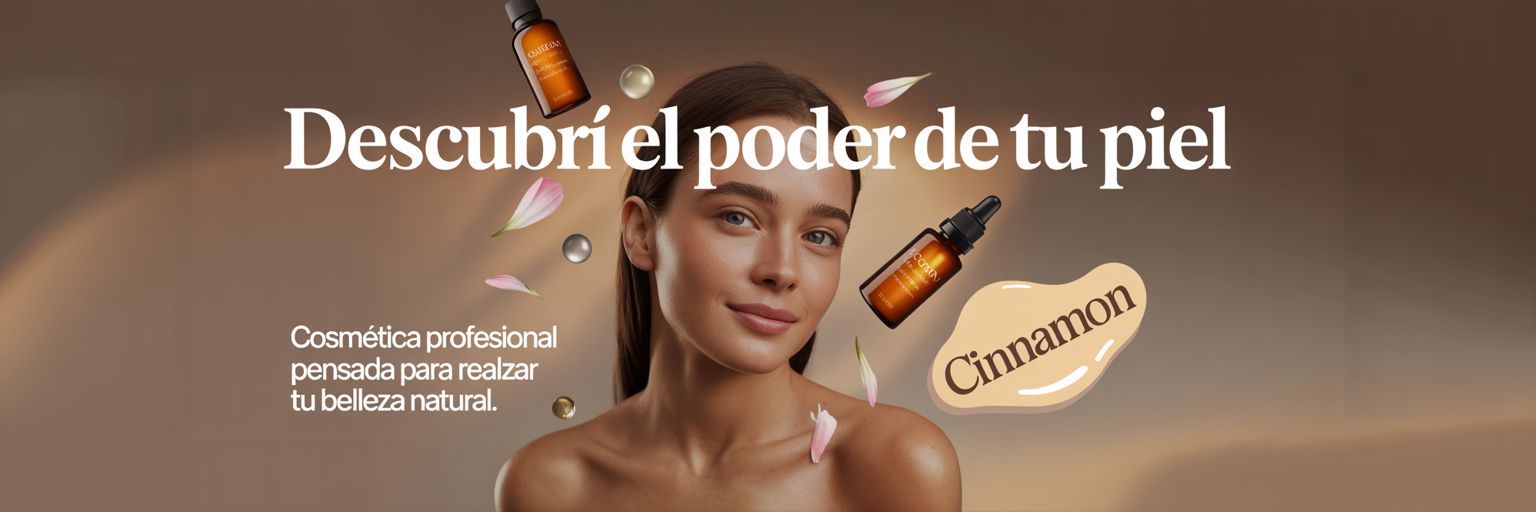 Descubrí el poder de tu piel
Cosmética profesional
pensada para realzar
tu belleza natural.
Cinnamon